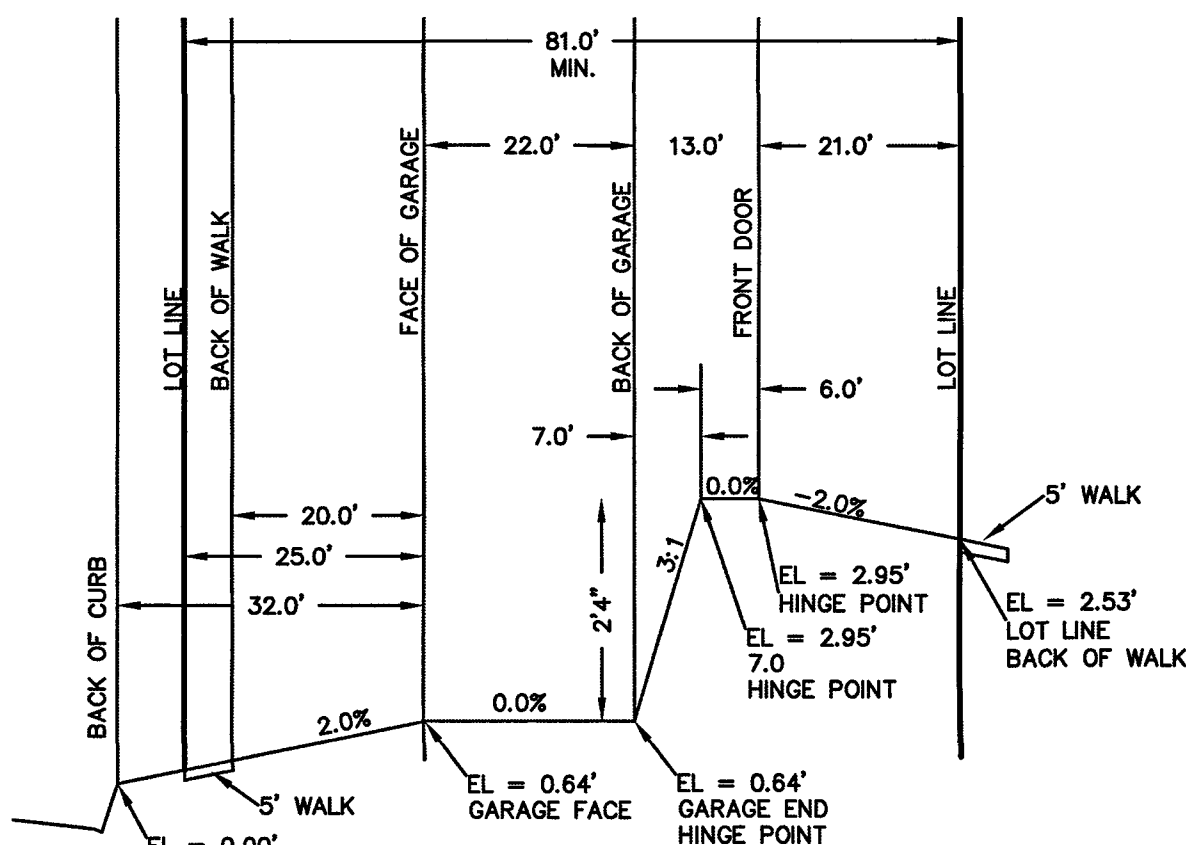 81.0'
MIN.
22.0'
13.0'
21.0'
BACK OF CURB
LOT LINE
BACK OF WALK
FACE OF GARAGE
BACK OF GARAGE
FRONT DOOR
LOT LINE
6.0'
7.0'
0.0%
-2.0%
5' WALK
20.0'
25.0'
32.0'
2'4"
3:1
EL = 2.95'
HINGE POINT
EL = 2.95'
7.0
HINGE POINT
EL = 2.53'
LOT LINE
BACK OF WALK
2.0%
0.0%
5' WALK
EL = 0.64'
GARAGE FACE
EL = 0.64'
GARAGE END
HINGE POINT
EL = 0.00'